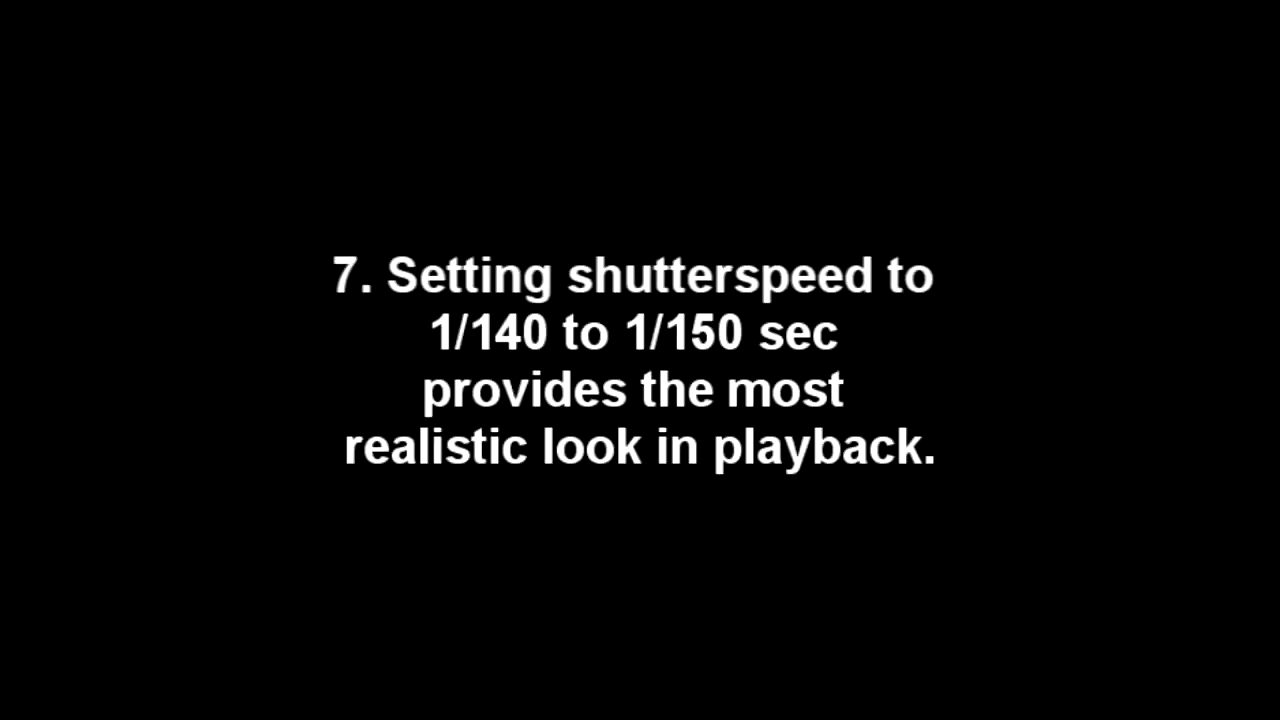 7. Setting shutterspeed to
1/140 to 1/150 sec
provides the most
realistic look in playback.